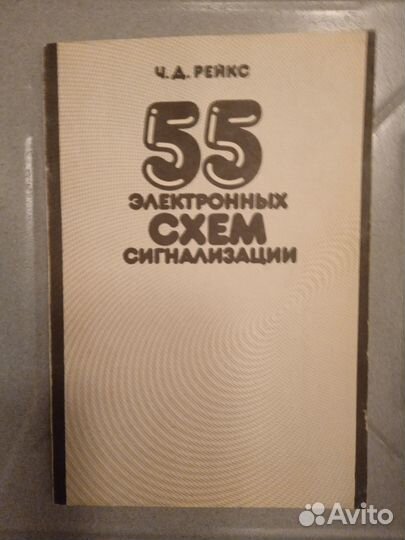 Ч. Д. РЕЙКС
55
ЭЛЕКТРОННЫХ
СХЕМ
СИГНАЛИЗАЦИИ
Avito